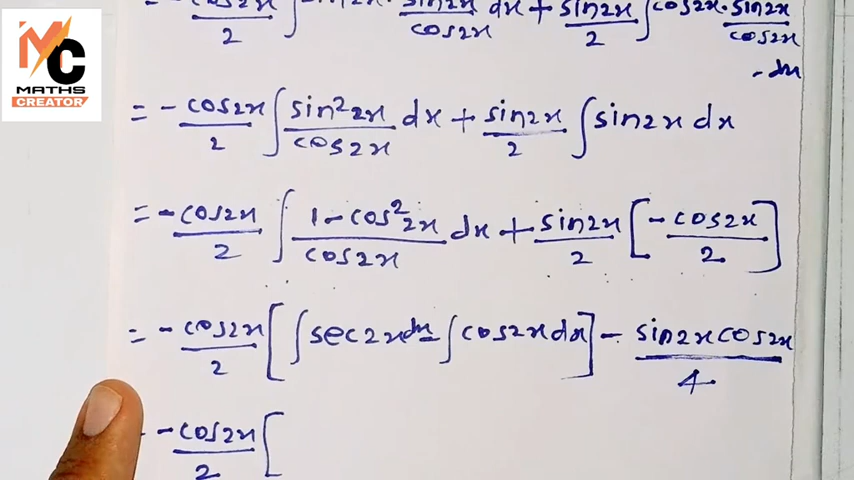 MC
MATHS
CREATOR
= -cos2x/2 ∫ sin2x · sin2x/cos2x dx + sin2x/2 ∫ cos2x · sin2x/cos2x · dx
= -cos2x/2 ∫ sin²2x/cos2x dx + sin2x/2 ∫ sin2x dx
= -cos2x/2 ∫ 1-cos²2x/cos2x dx + sin2x/2 [-cos2x/2]
= -cos2x/2 [∫ sec2x dx - ∫ cos2x dx] - sin2x cos2x/4
-cos2x/2 [